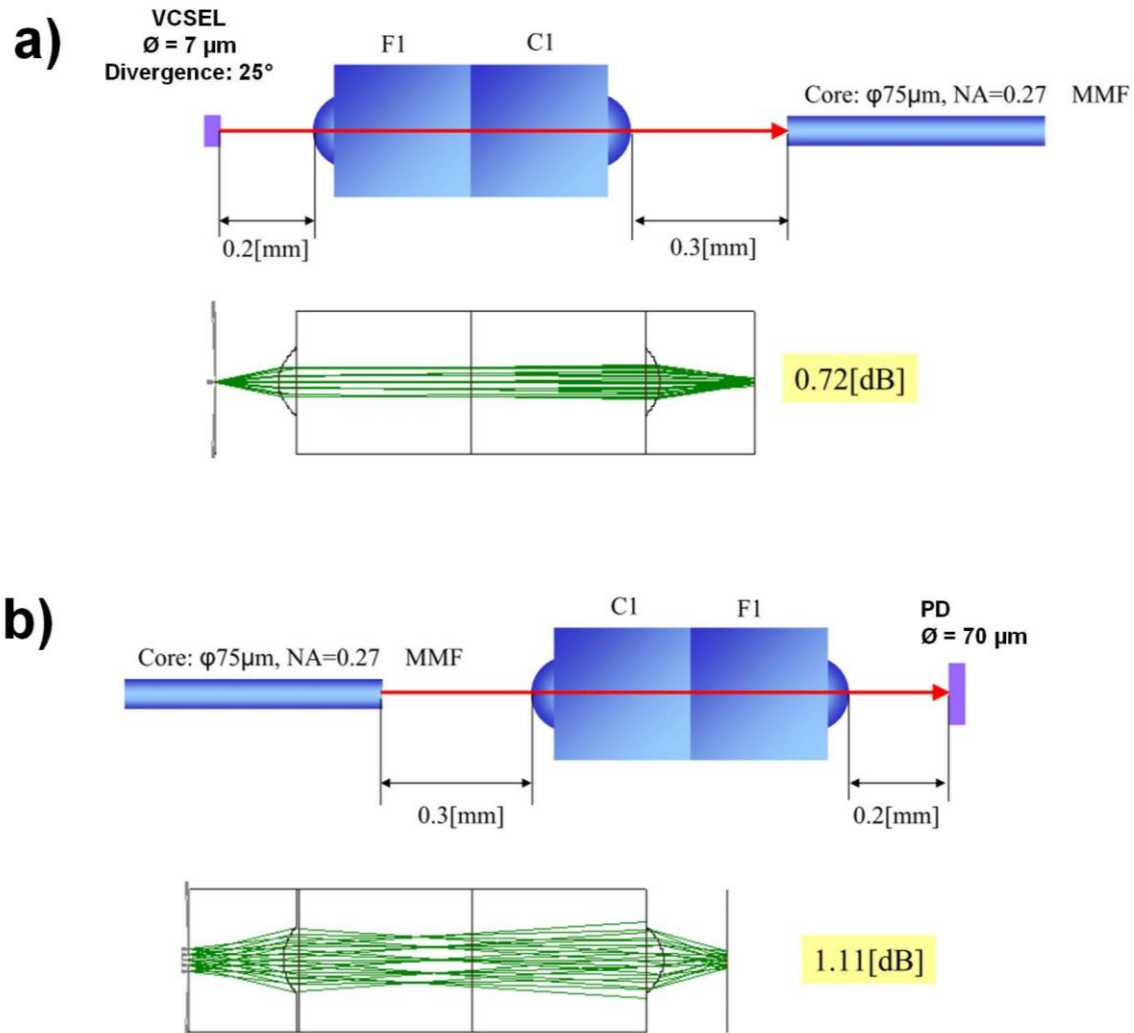 a)
VCSEL
Ø = 7 µm
Divergence: 25°
F1 C1
Core: φ75µm, NA=0.27 MMF
0.2[mm]
0.3[mm]
0.72[dB]
b)
C1 F1
PD
Ø = 70 µm
Core: φ75µm, NA=0.27 MMF
0.3[mm]
0.2[mm]
1.11[dB]